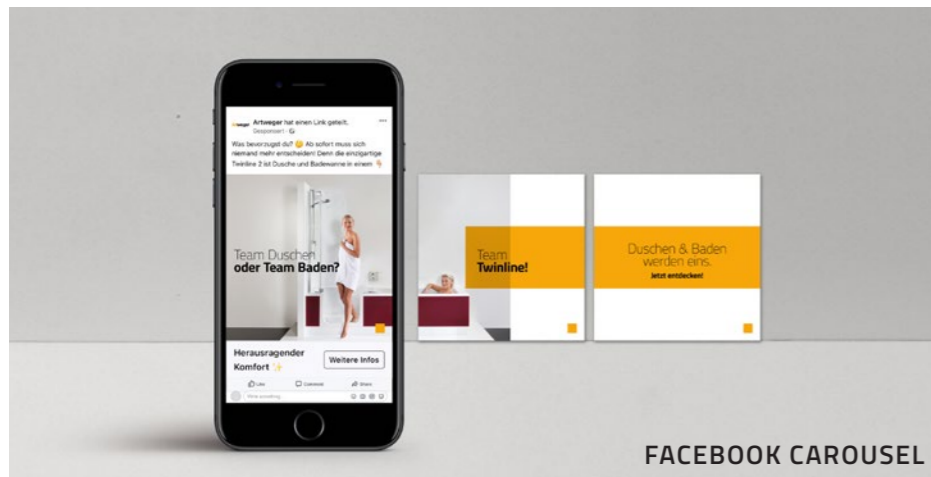 Artweger hat einen Link geteilt.
Gesponsert ·
Was bevorzugst du? 🤔 Ab sofort muss sich
niemand mehr entscheiden! Denn die einzigartige
Twinline 2 ist Dusche und Badewanne in einem 👇
Team Duschen
oder Team Baden?
Herausragender
Komfort ✨
Weitere Infos
Like
Comment
Share
Team
Twinline!
Duschen & Baden
werden eins.
Jetzt entdecken!
FACEBOOK CAROUSEL